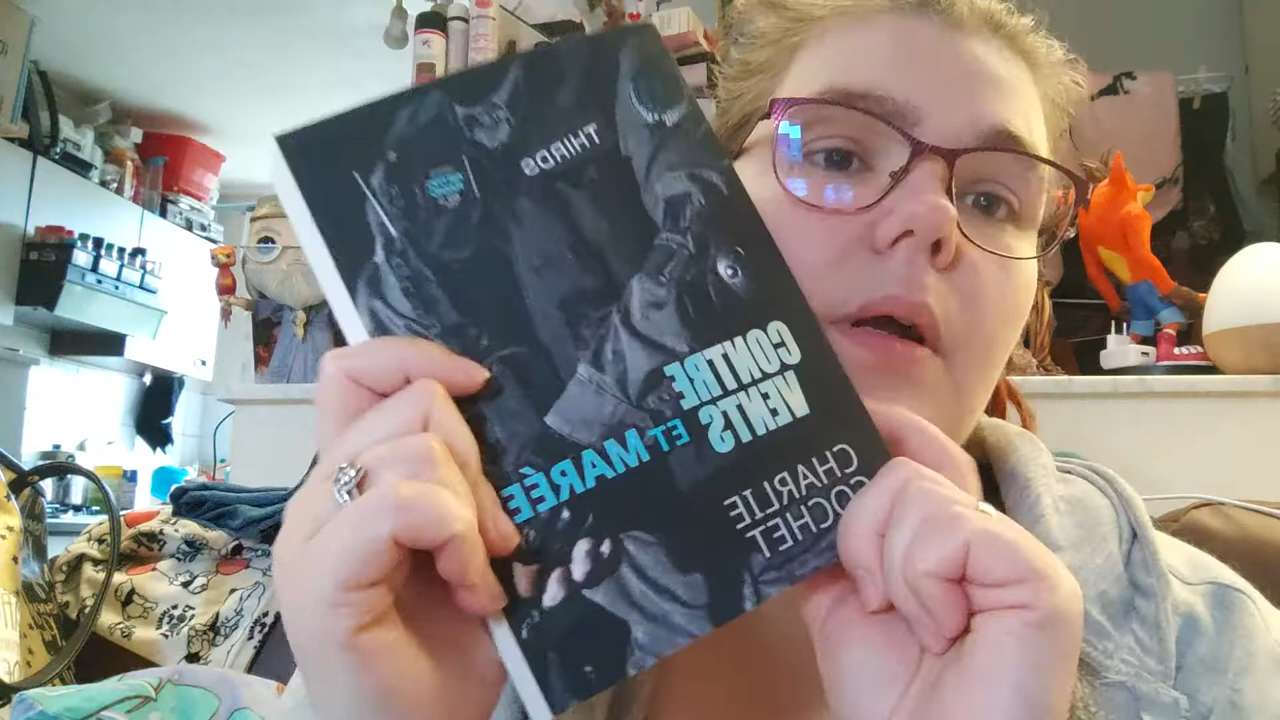 THIRDS
CONTRE
VENTS
ET MARÉE
CHARLIE
COCHET